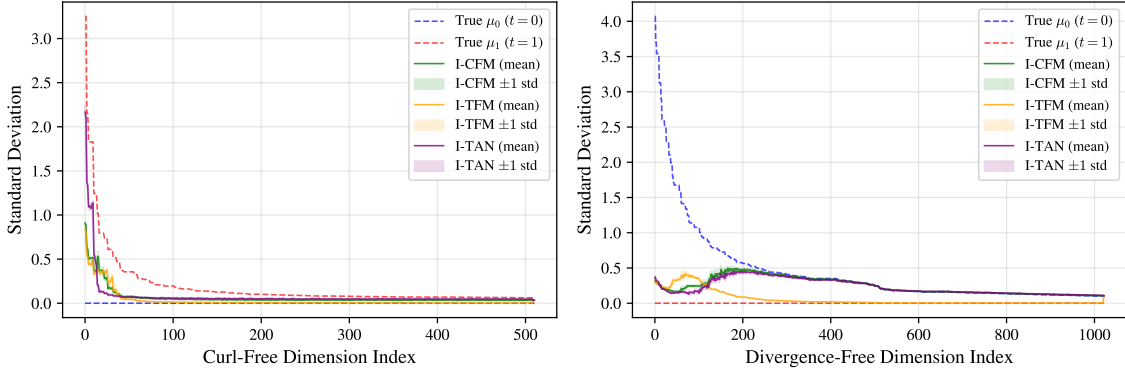 Standard Deviation
3.0
2.5
2.0
1.5
1.0
0.5
0.0
0
100
200
300
400
500
Curl-Free Dimension Index
True μ₀ (t = 0)
True μ₁ (t = 1)
I-CFM (mean)
I-CFM ±1 std
I-TFM (mean)
I-TFM ±1 std
I-TAN (mean)
I-TAN ±1 std
Standard Deviation
4.0
3.5
3.0
2.5
2.0
1.5
1.0
0.5
0.0
0
200
400
600
800
1000
Divergence-Free Dimension Index
True μ₀ (t = 0)
True μ₁ (t = 1)
I-CFM (mean)
I-CFM ±1 std
I-TFM (mean)
I-TFM ±1 std
I-TAN (mean)
I-TAN ±1 std